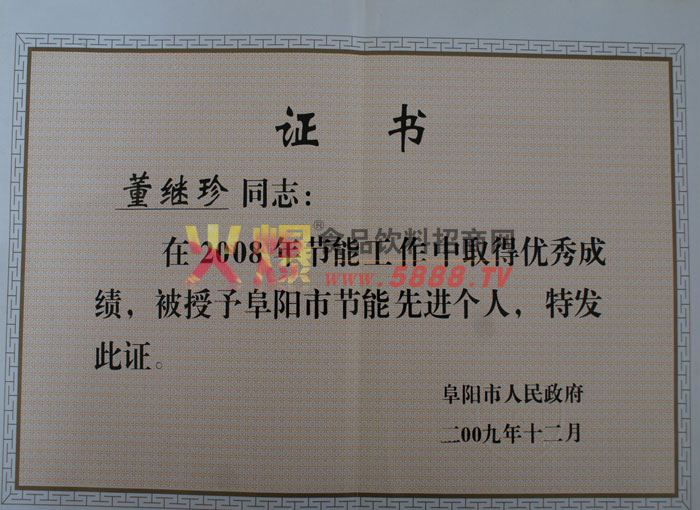 证 书
董继珍 同志：
火爆®食品饮料招商网
www.5888.TV
在2008年节能工作中取得优秀成
绩，被授予阜阳市节能先进个人，特发
此证。
阜阳市人民政府
二00九年十二月